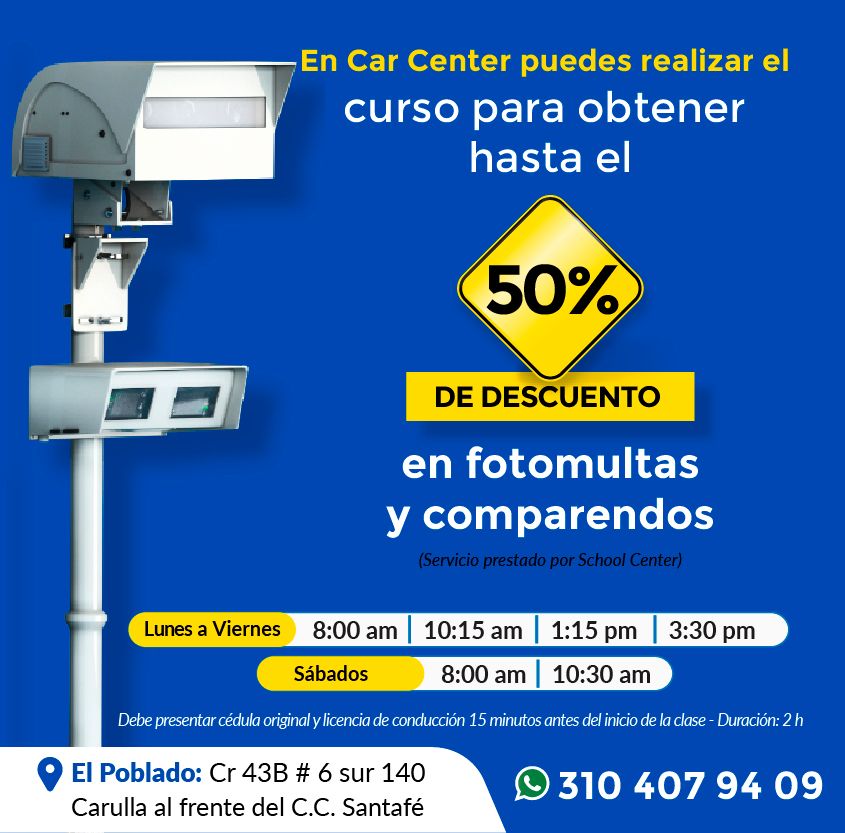 En Car Center puedes realizar el
curso para obtener
hasta el
50%
DE DESCUENTO
en fotomultas
y comparendos
(Servicio prestado por School Center)
Lunes a Viernes 8:00 am 10:15 am 1:15 pm 3:30 pm
Sábados 8:00 am 10:30 am
Debe presentar cédula original y licencia de conducción 15 minutos antes del inicio de la clase - Duración: 2 h
El Poblado: Cr 43B # 6 sur 140
Carulla al frente del C.C. Santafé
310 407 94 09